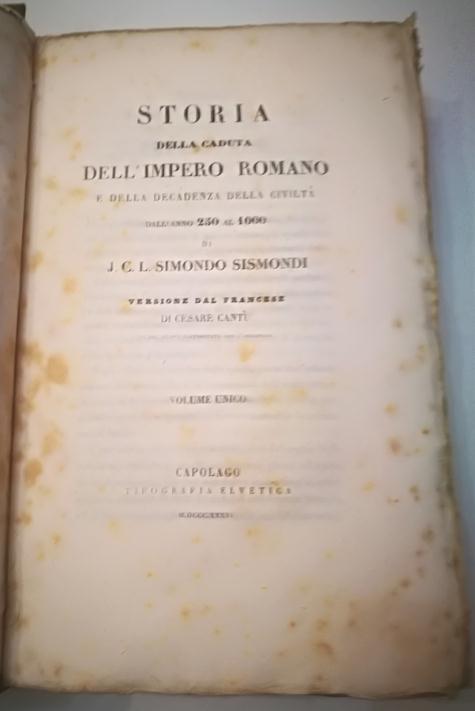 STORIA
DELLA CADUTA
DELL'IMPERO ROMANO
E DELLA DECADENZA DELLA CIVILTÀ
DALL'ANNO 250 AL 1000
DI
J. C. L. SIMONDO SISMONDI
VERSIONE DAL FRANCESE
DI CESARE CANTÙ
VOLUME UNICO
CAPOLAGO
TIPOGRAFIA ELVETICA